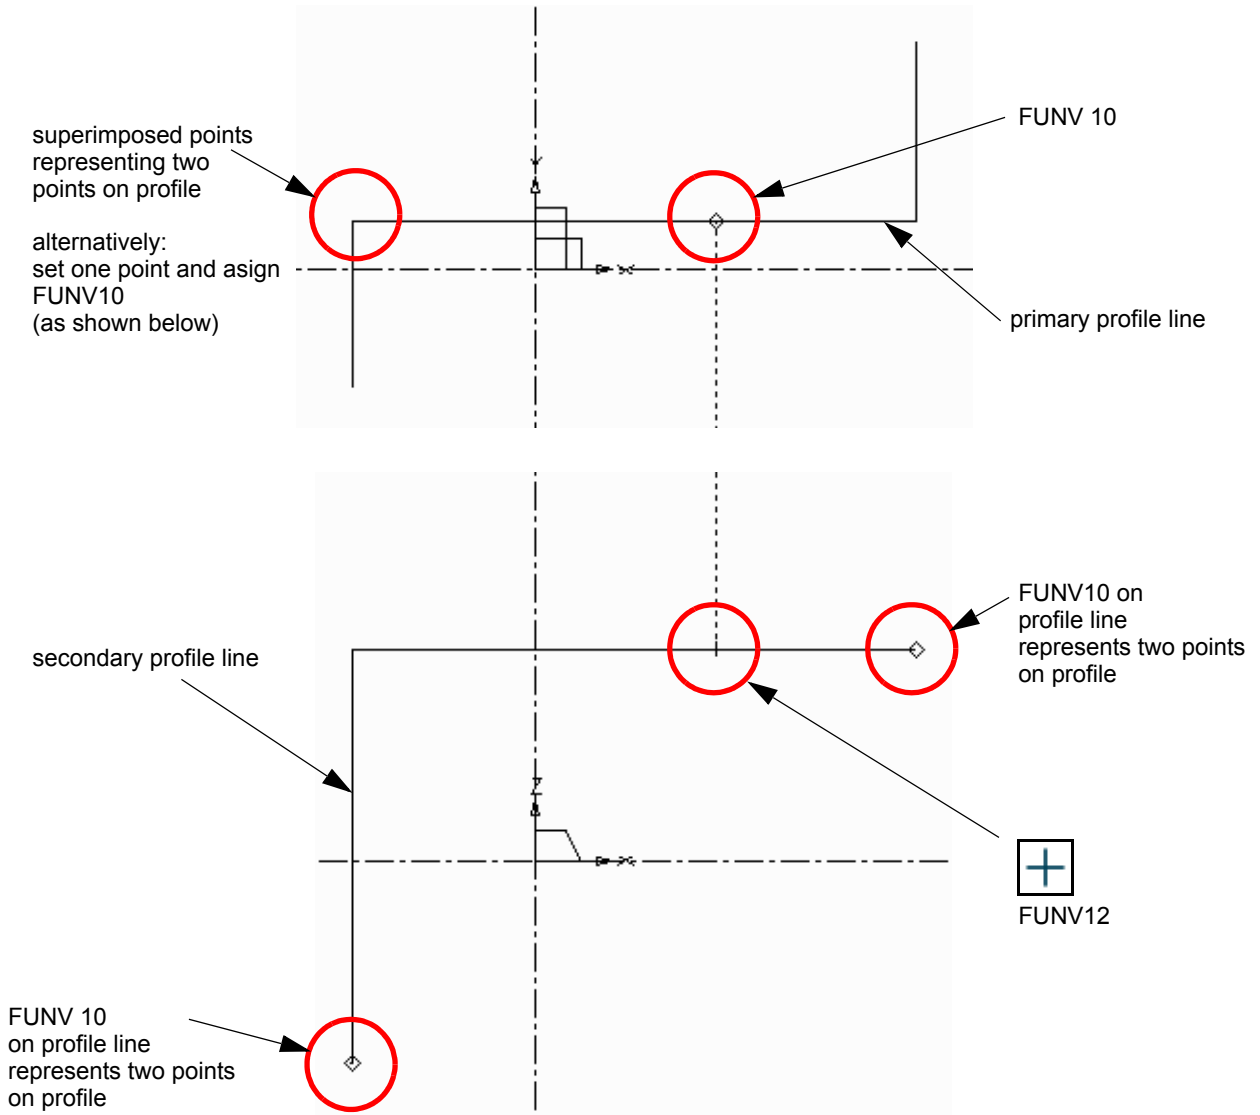 superimposed points
representing two
points on profile
alternatively:
set one point and asign
FUNV10
(as shown below)
Y
X
FUNV 10
primary profile line
secondary profile line
FUNV10 on
profile line
represents two points
on profile
Z
X
FUNV12
FUNV 10
on profile line
represents two points
on profile